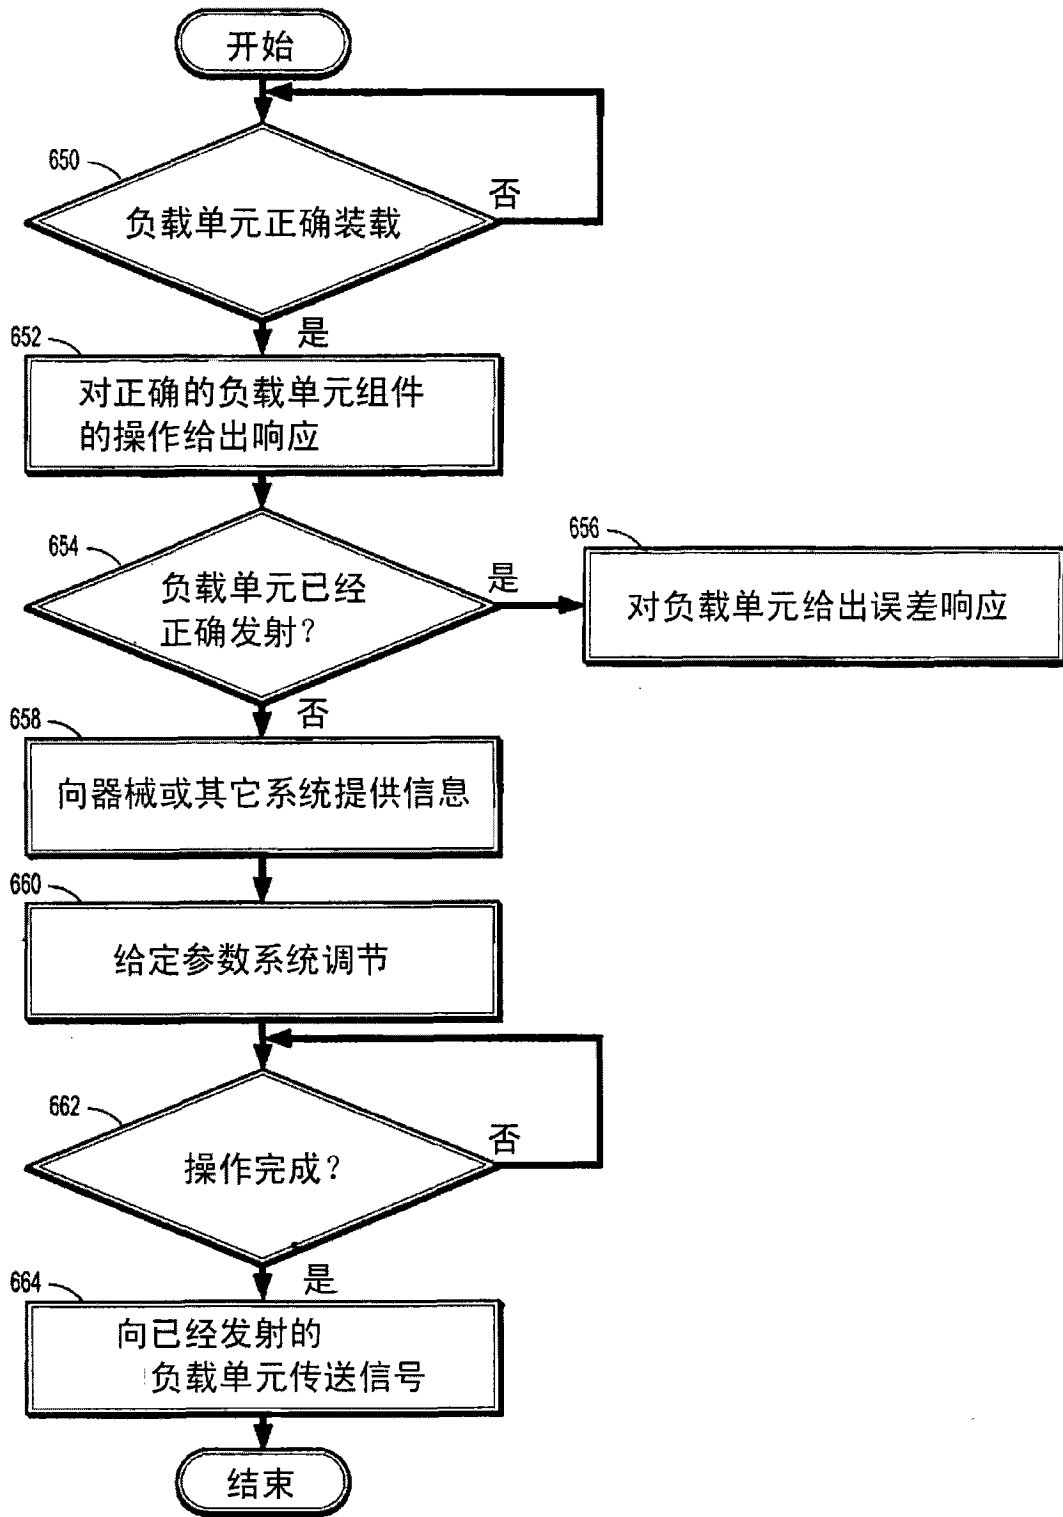 开始
650
否
负载单元正确装载
是
652
对正确的负载单元组件
的操作给出响应
654
负载单元已经
正确发射?
是
656
对负载单元给出误差响应
否
658
向器械或其它系统提供信息
660
给定参数系统调节
662
否
操作完成?
是
664
向已经发射的
负载单元传送信号
结束